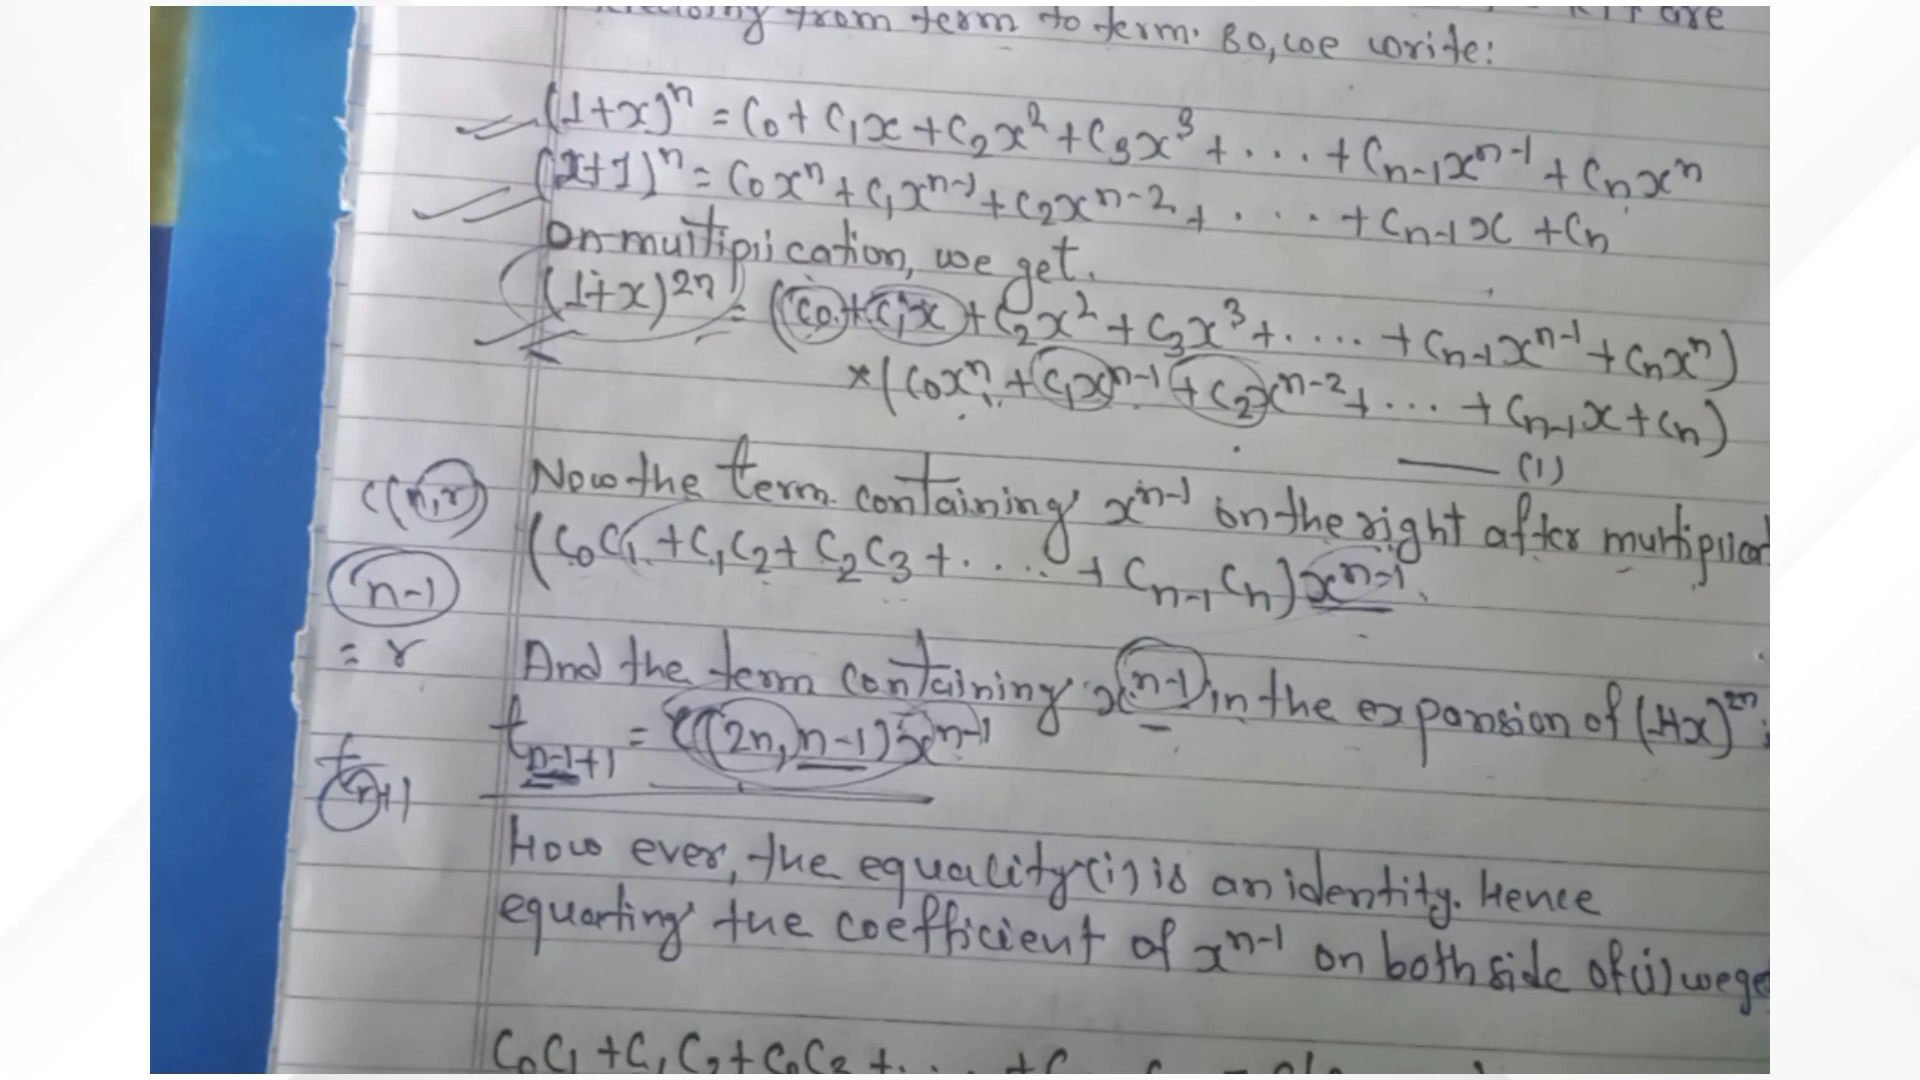 from term to term. So, we write:
(1+x)^n = C0 + C1x + C2x^2 + C3x^3 + .... + Cn-1x^n-1 + Cnx^n
(x+1)^n = C0x^n + C1x^n-1 + C2x^n-2 + .... + Cn-1x + Cn
On multiplication, we get.
(1+x)^2n = (C0 + C1x + C2x^2 + C3x^3 + ..... + Cn-1x^n-1 + Cnx^n)
×(C0x^n + C1x^n-1 + C2x^n-2 + ... + Cn-1x + Cn)
—— (1)
C(n,r)
Now the term containing x^n-1 on the right after
(C0C1 + C1C2 + C2C3 + ..... + Cn-1Cn)x^n-1.
n-1
= r
And the term containing x^n-1 in the expansion of (1+x)^2n
tn-1+1 = C(2n, n-1)x^n-1
tr+1
How ever, the equality (i) is an identity. Hence
equating the coefficient of x^n-1 on both side of (i) we
C0C1 + C1C2 + C2C3 + ....